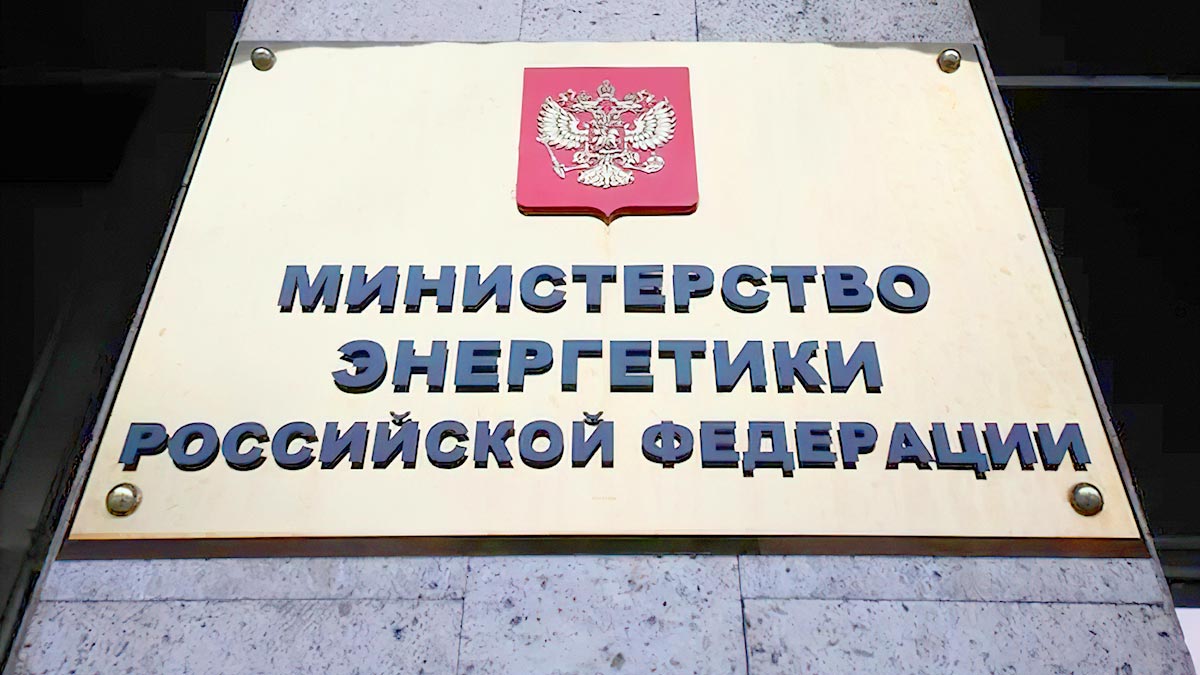 МИНИСТЕРСТВО
ЭНЕРГЕТИКИ
РОССИЙСКОЙ ФЕДЕРАЦИИ